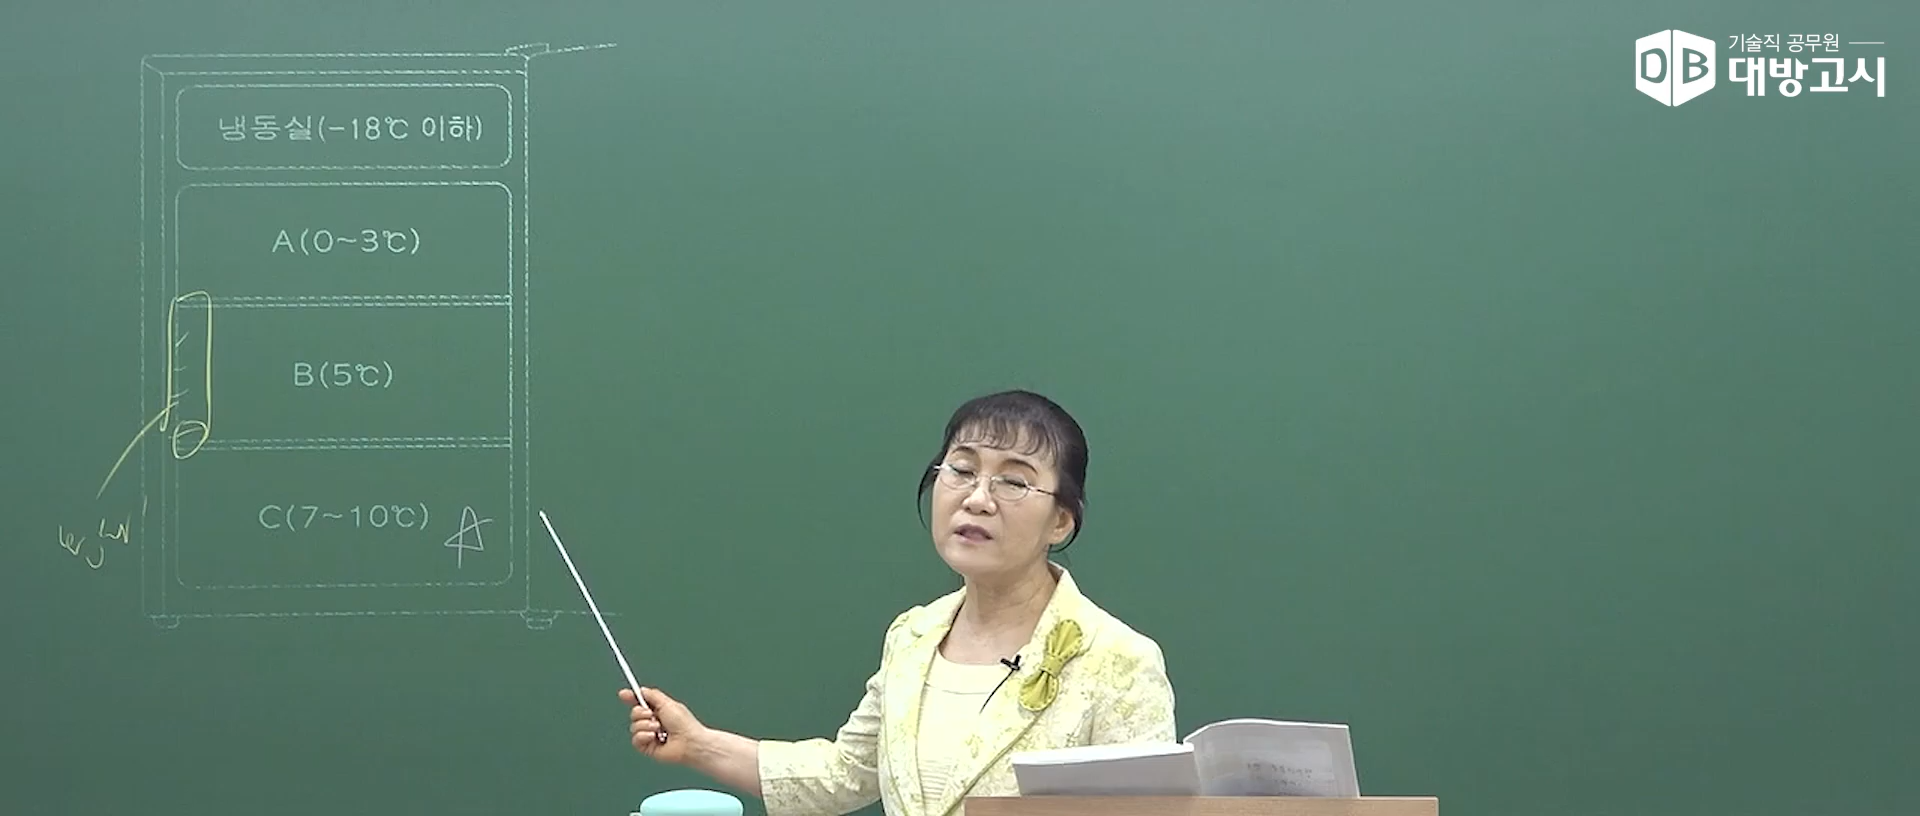 기술직 공무원
DB 대방고시
냉동실(-18℃ 이하)
A(0~3℃)
B(5℃)
C(7~10℃)